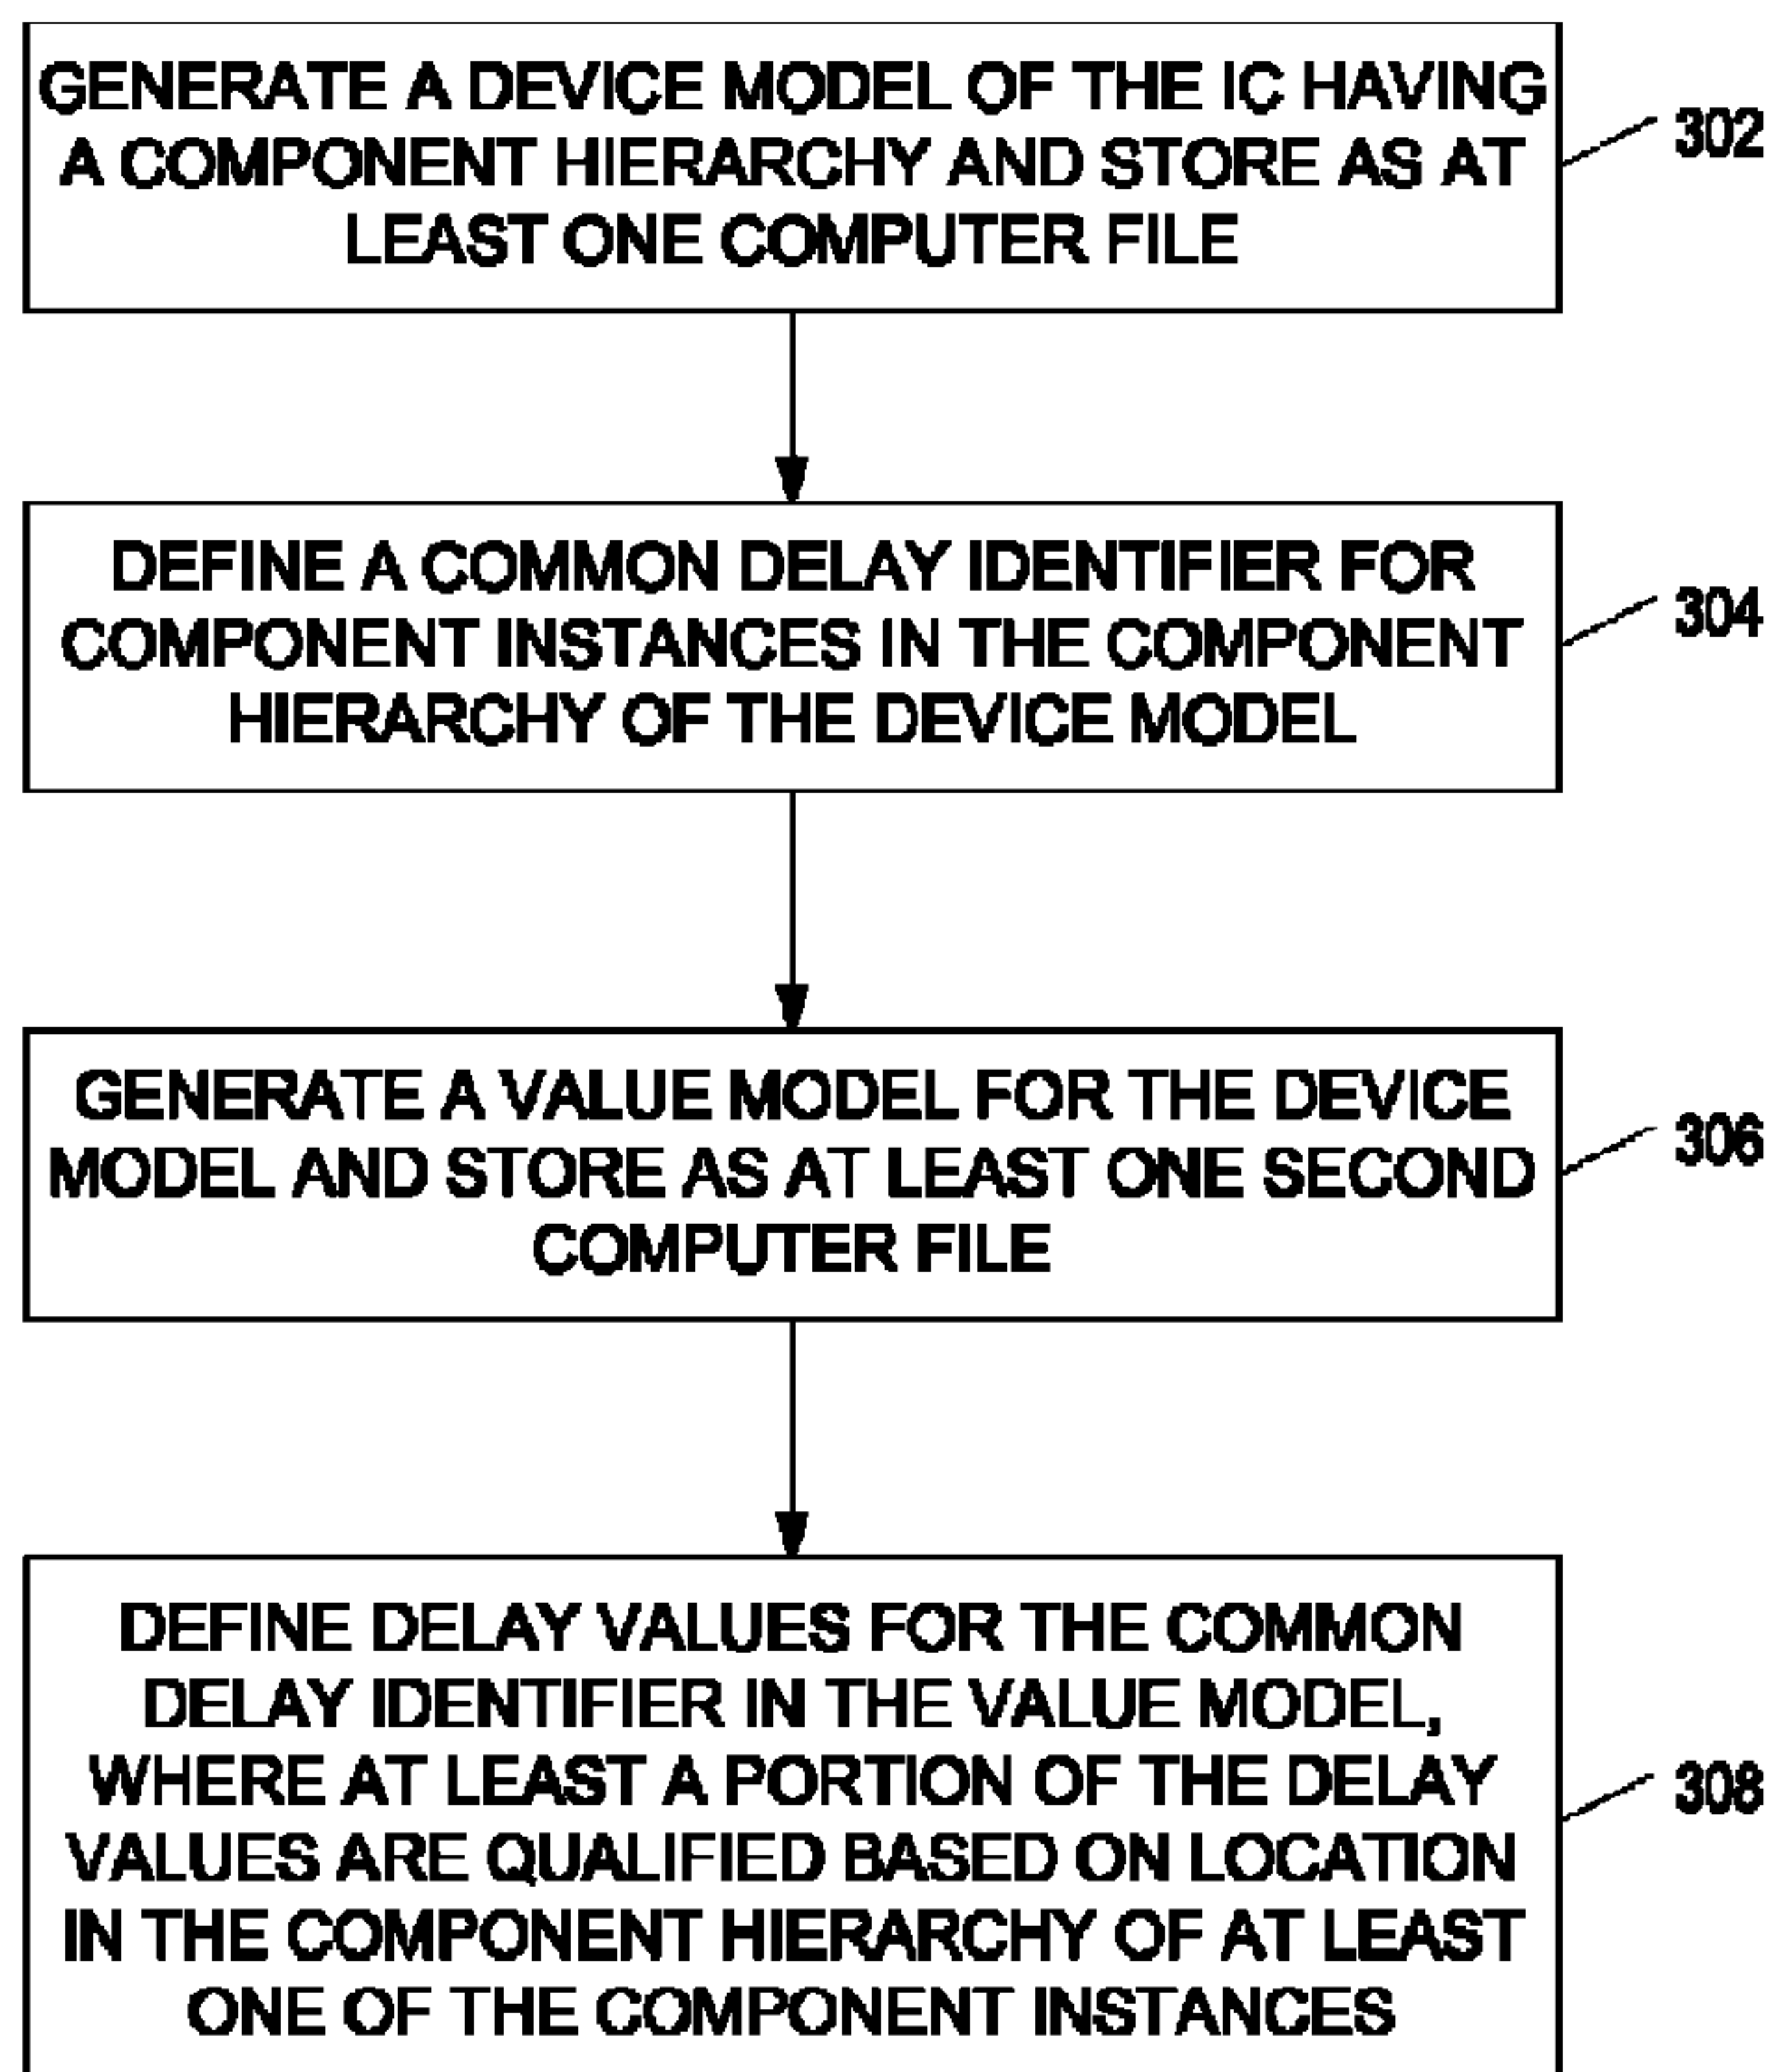 GENERATE A DEVICE MODEL OF THE IC HAVING
A COMPONENT HIERARCHY AND STORE AS AT
LEAST ONE COMPUTER FILE
302
DEFINE A COMMON DELAY IDENTIFIER FOR
COMPONENT INSTANCES IN THE COMPONENT
HIERARCHY OF THE DEVICE MODEL
304
GENERATE A VALUE MODEL FOR THE DEVICE
MODEL AND STORE AS AT LEAST ONE SECOND
COMPUTER FILE
306
DEFINE DELAY VALUES FOR THE COMMON
DELAY IDENTIFIER IN THE VALUE MODEL,
WHERE AT LEAST A PORTION OF THE DELAY
VALUES ARE QUALIFIED BASED ON LOCATION
IN THE COMPONENT HIERARCHY OF AT LEAST
ONE OF THE COMPONENT INSTANCES
308